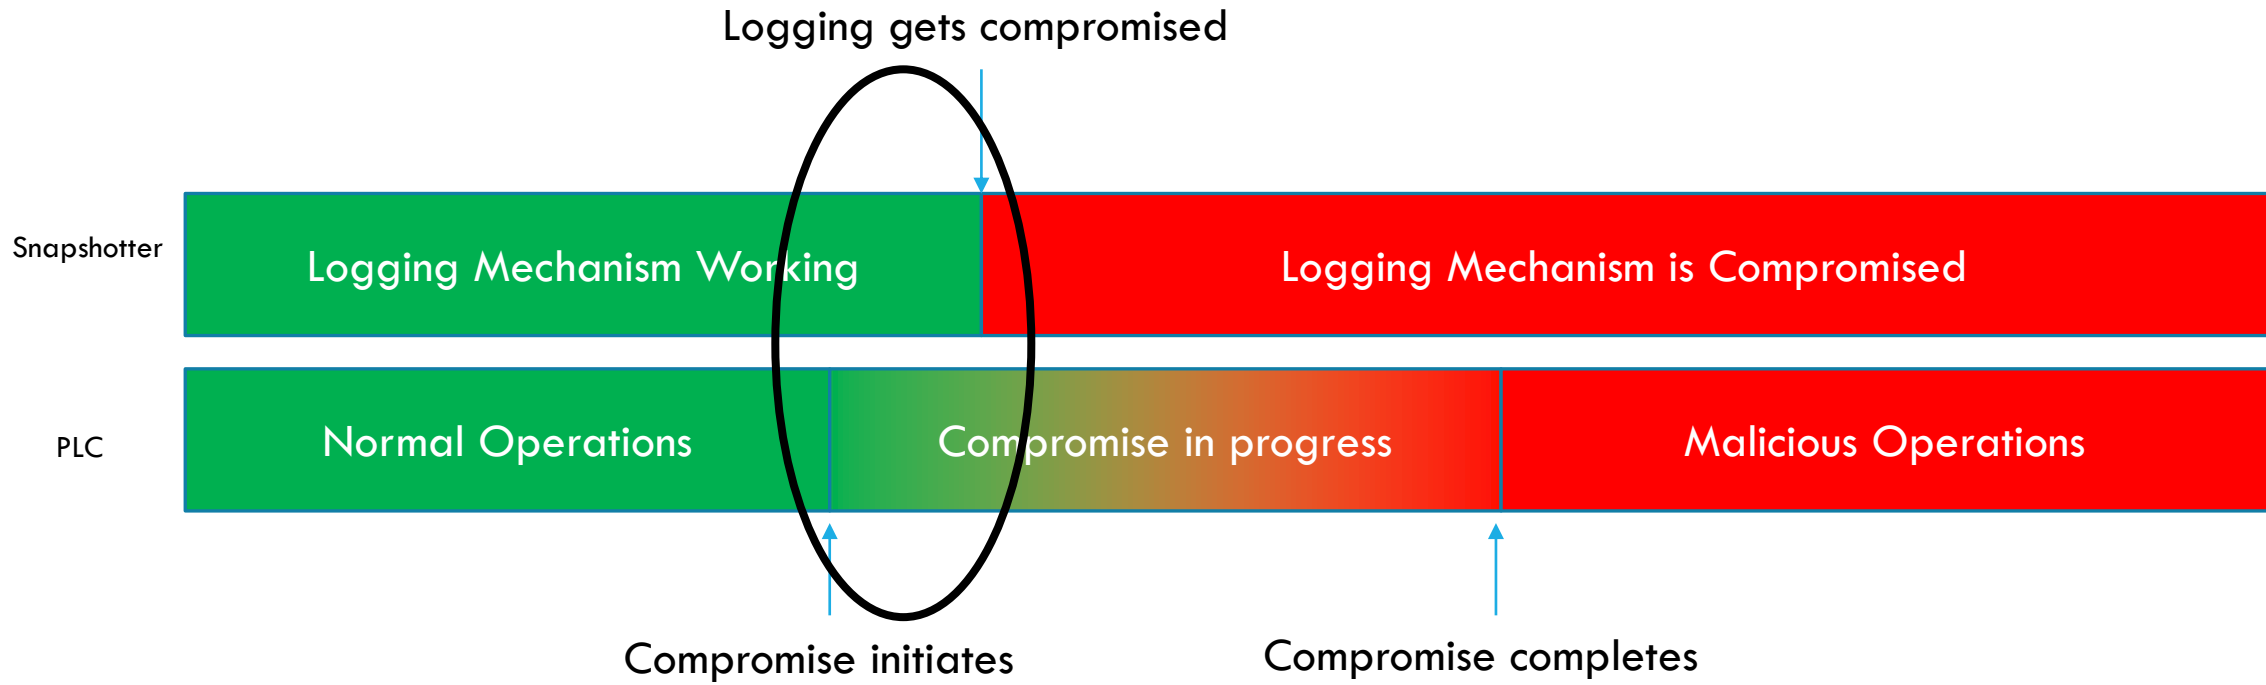 Logging gets compromised
Snapshotter
Logging Mechanism Working
Logging Mechanism is Compromised
PLC
Normal Operations
Compromise in progress
Malicious Operations
Compromise initiates
Compromise completes